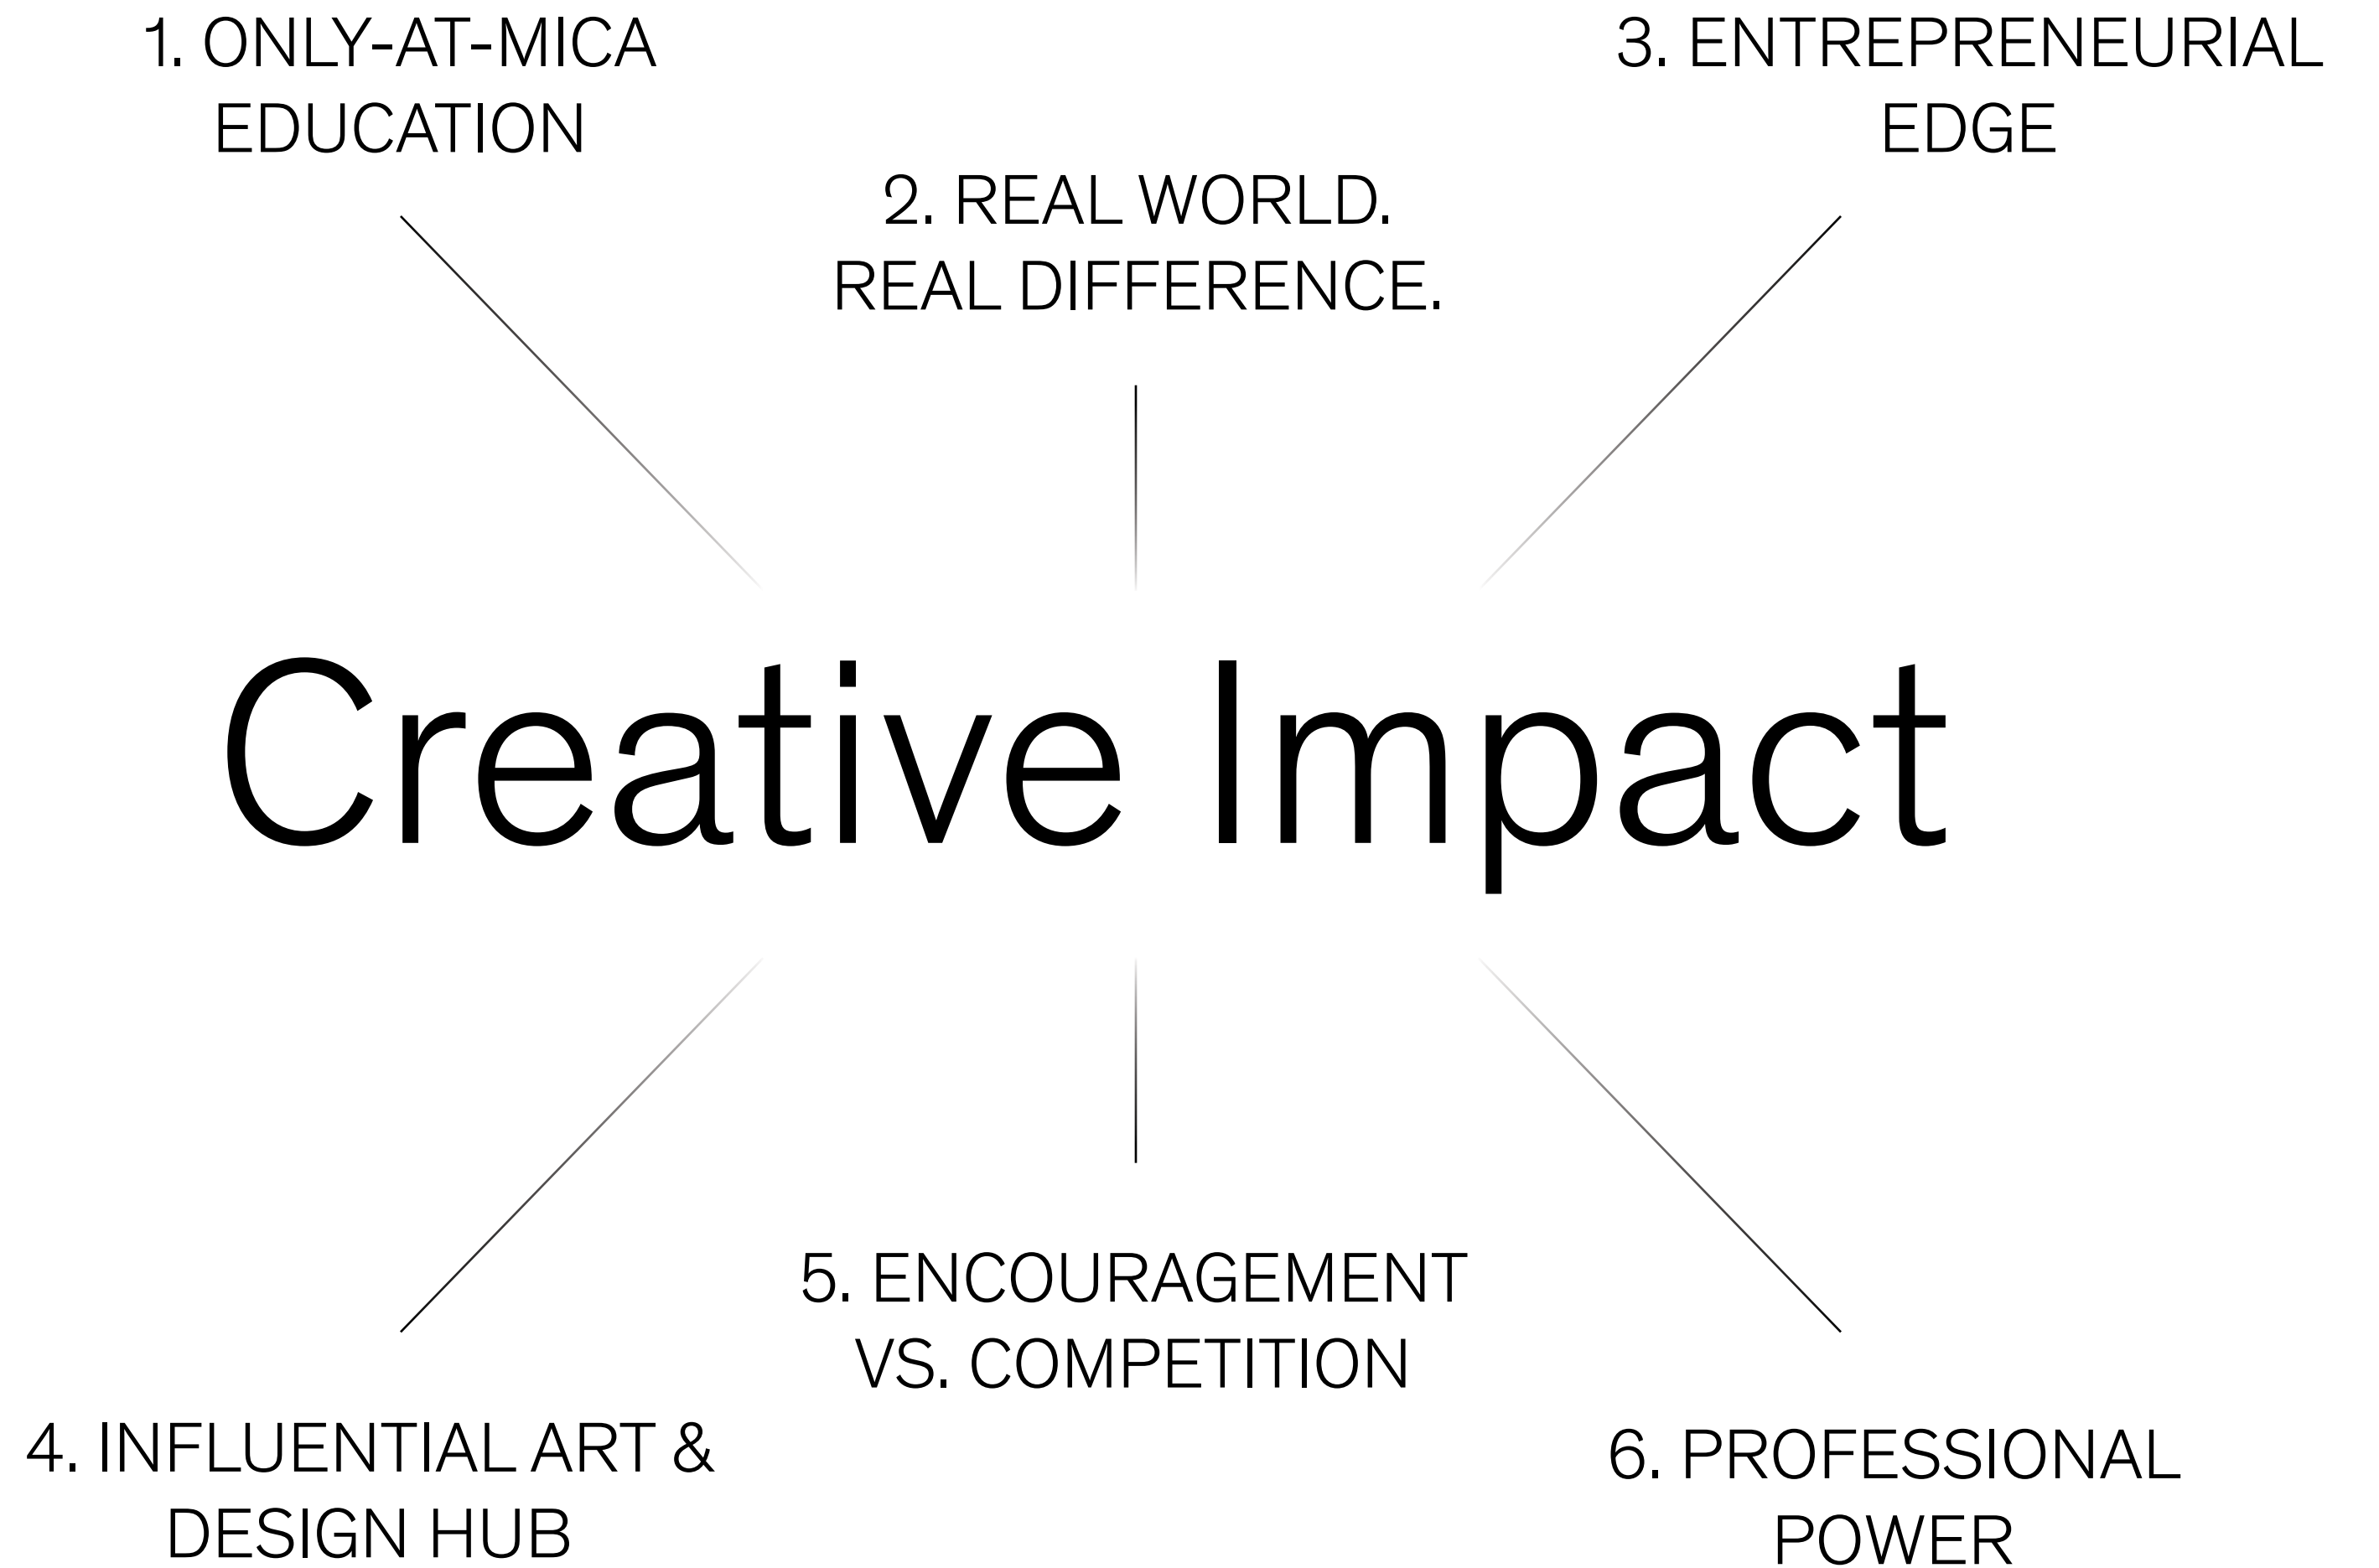 1. ONLY-AT-MICA
EDUCATION
2. REAL WORLD.
REAL DIFFERENCE.
3. ENTREPRENEURIAL
EDGE
Creative Impact
4. INFLUENTIAL ART &
DESIGN HUB
5. ENCOURAGEMENT
VS. COMPETITION
6. PROFESSIONAL
POWER